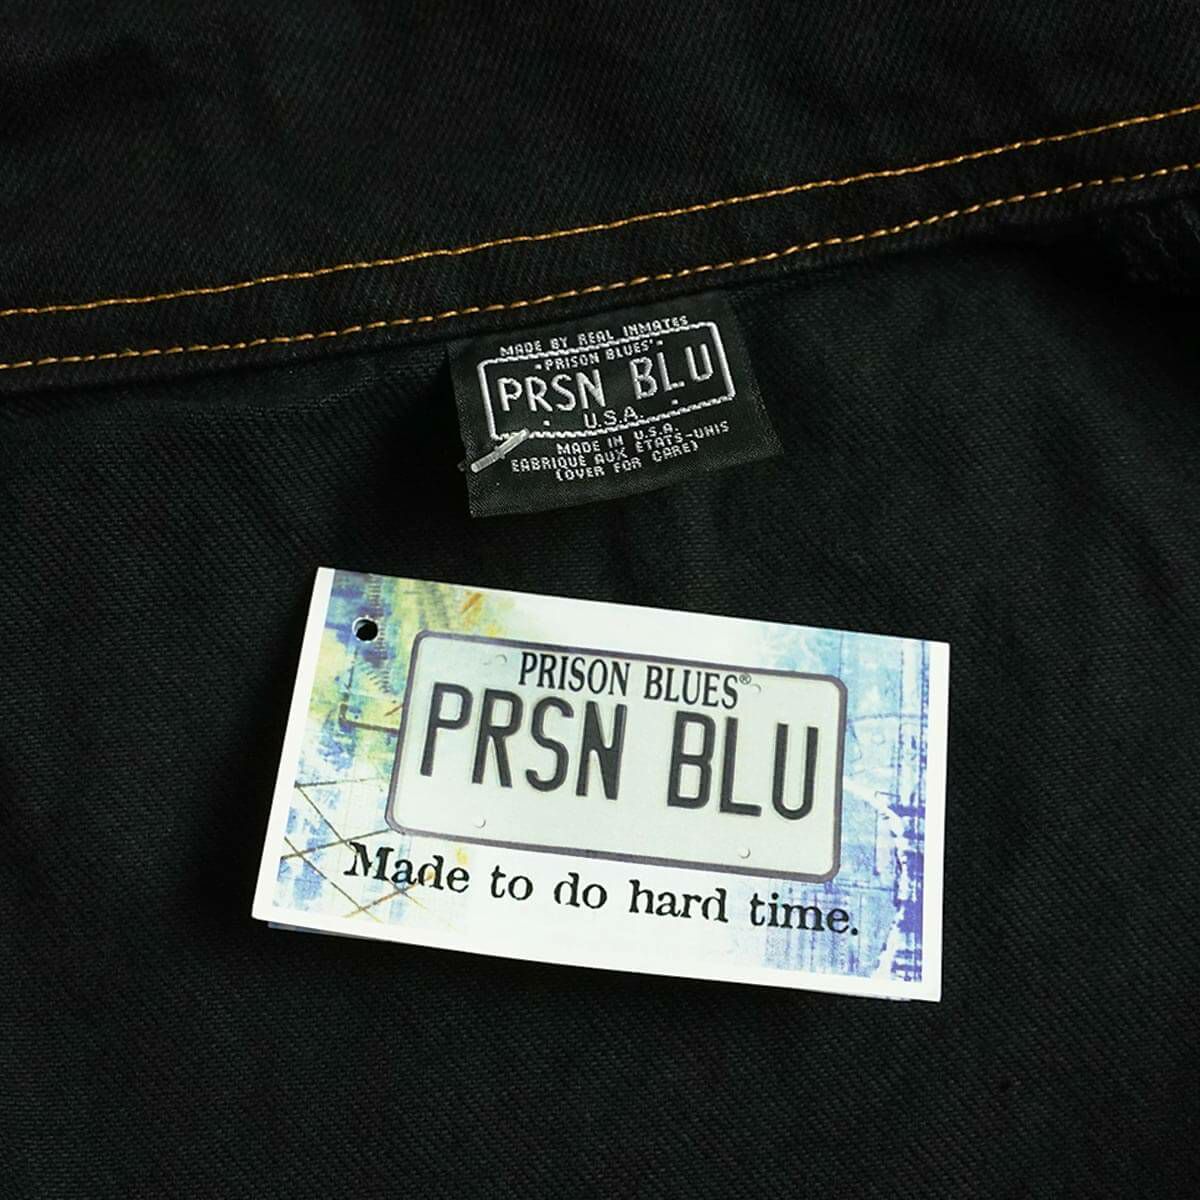 MADE BY REAL INMATES
-PRISON BLUES'-
PRSN BLU
U.S.A.
MADE IN U.S.A.
FABRIQUE AUX ETATS-UNIS
(OVER FOR CARE)
PRISON BLUES®
PRSN BLU
Made to do hard time.